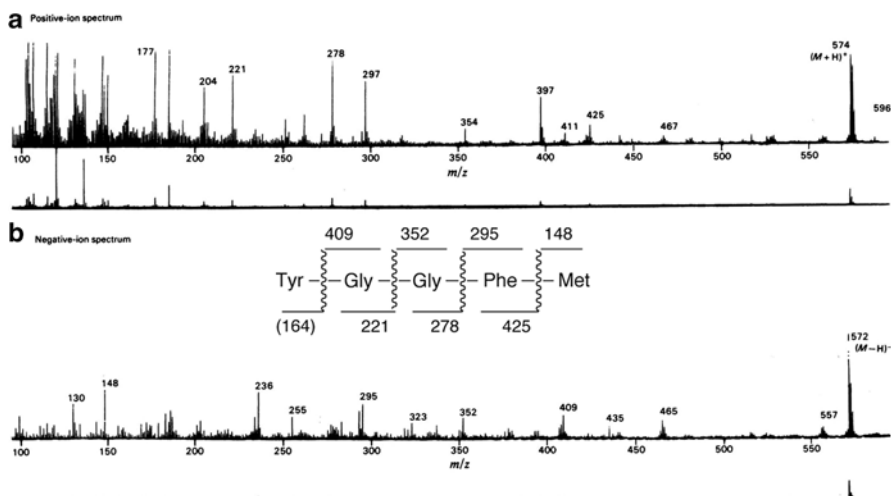 a Positive-ion spectrum
574
(M + H)⁺
177
278
221
204
297
397
596
354
411
425
467
100 150 200 250 300 350 400 450 500 550
m/z
b Negative-ion spectrum
409 352 295 148
Tyr Gly Gly Phe Met
(164) 221 278 425
572
(M – H)⁻
130
148
236
255
295
323
352
409
435
465
557
100 150 200 250 300 350 400 450 500 550
m/z